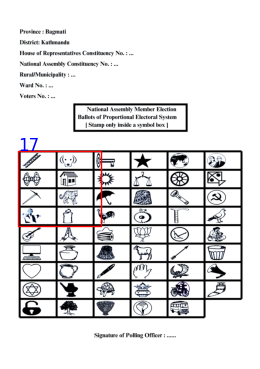 Province : Bagmati
District: Kathmandu
House of Representatives Constituency No. : ...
National Assembly Constituency No. : ...
Rural/Municipality : ...
Ward No. : ...
Voters No. : ...
National Assembly Member Election
Ballots of Proportional Electoral System
[ Stamp only inside a symbol box ]
17
Signature of Polling Officer : ......